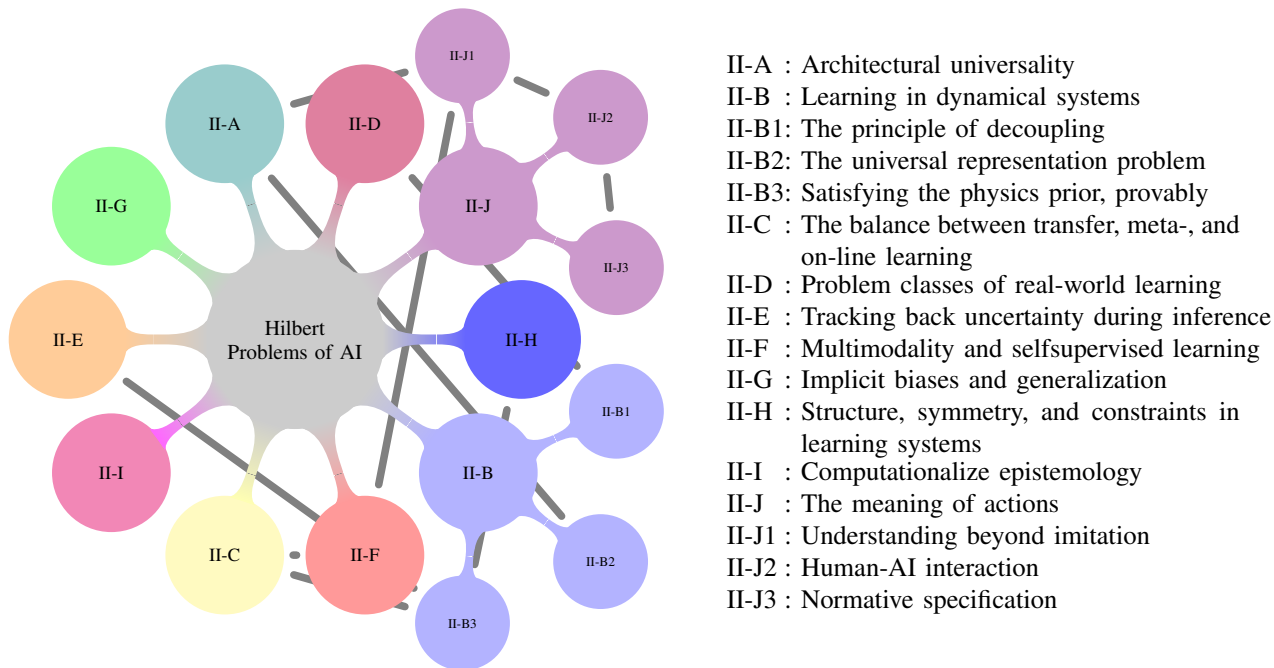 II-J1
II-A
II-D
II-J2
II-G
II-J
II-J3
II-E
Hilbert
Problems of AI
II-H
II-B1
II-I
II-B
II-C
II-F
II-B2
II-B3
II-A : Architectural universality
II-B : Learning in dynamical systems
II-B1: The principle of decoupling
II-B2: The universal representation problem
II-B3: Satisfying the physics prior, provably
II-C : The balance between transfer, meta-, and
on-line learning
II-D : Problem classes of real-world learning
II-E : Tracking back uncertainty during inference
II-F : Multimodality and selfsupervised learning
II-G : Implicit biases and generalization
II-H : Structure, symmetry, and constraints in
learning systems
II-I : Computationalize epistemology
II-J : The meaning of actions
II-J1 : Understanding beyond imitation
II-J2 : Human-AI interaction
II-J3 : Normative specification